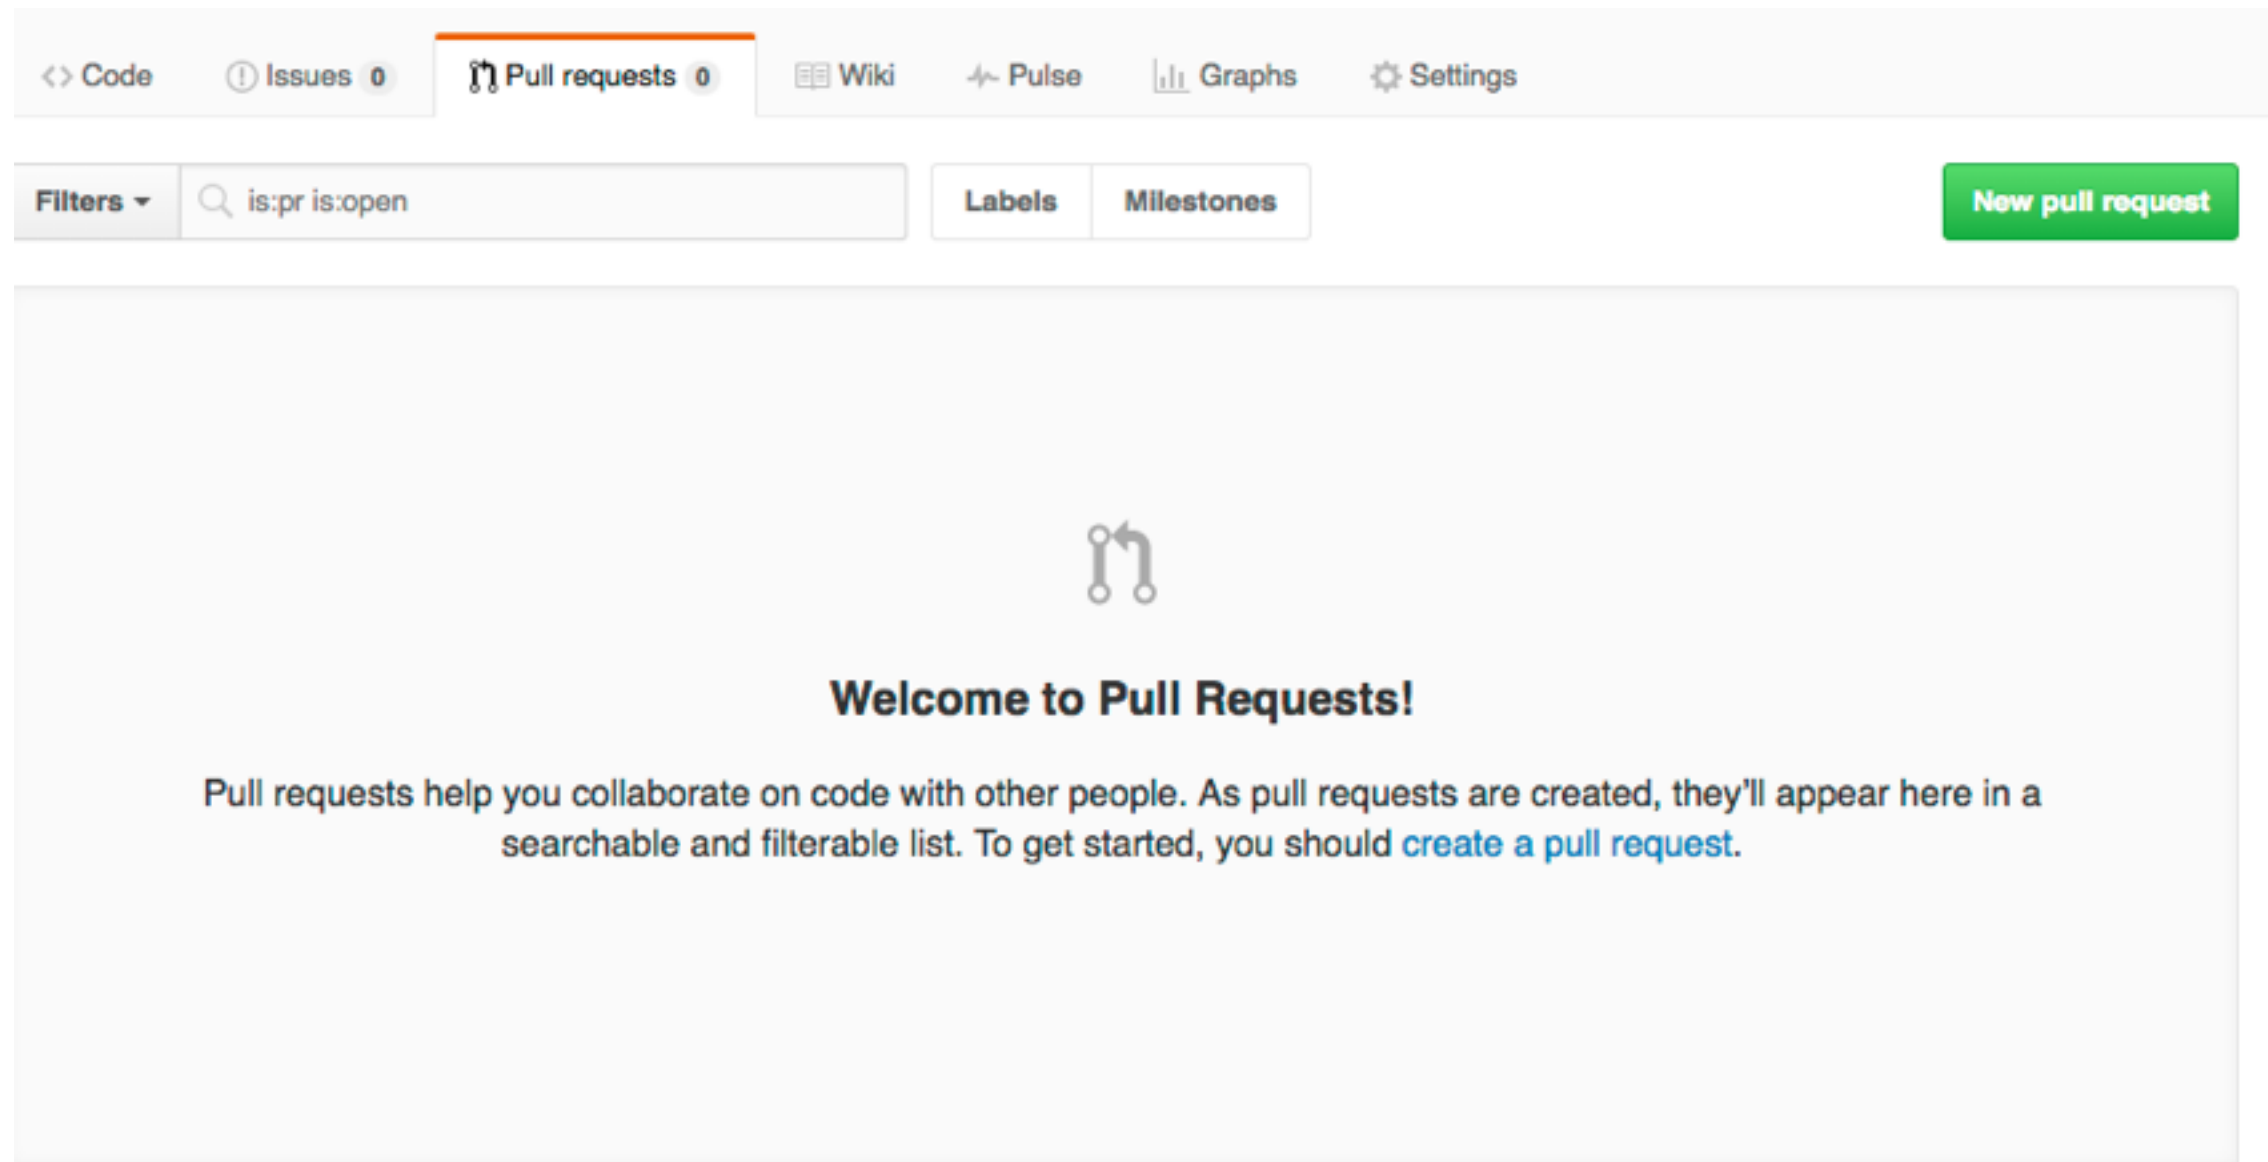 Code Issues 0 Pull requests 0 Wiki Pulse Graphs Settings
Filters is:pr is:open Labels Milestones New pull request
Welcome to Pull Requests!
Pull requests help you collaborate on code with other people. As pull requests are created, they'll appear here in a
searchable and filterable list. To get started, you should create a pull request.